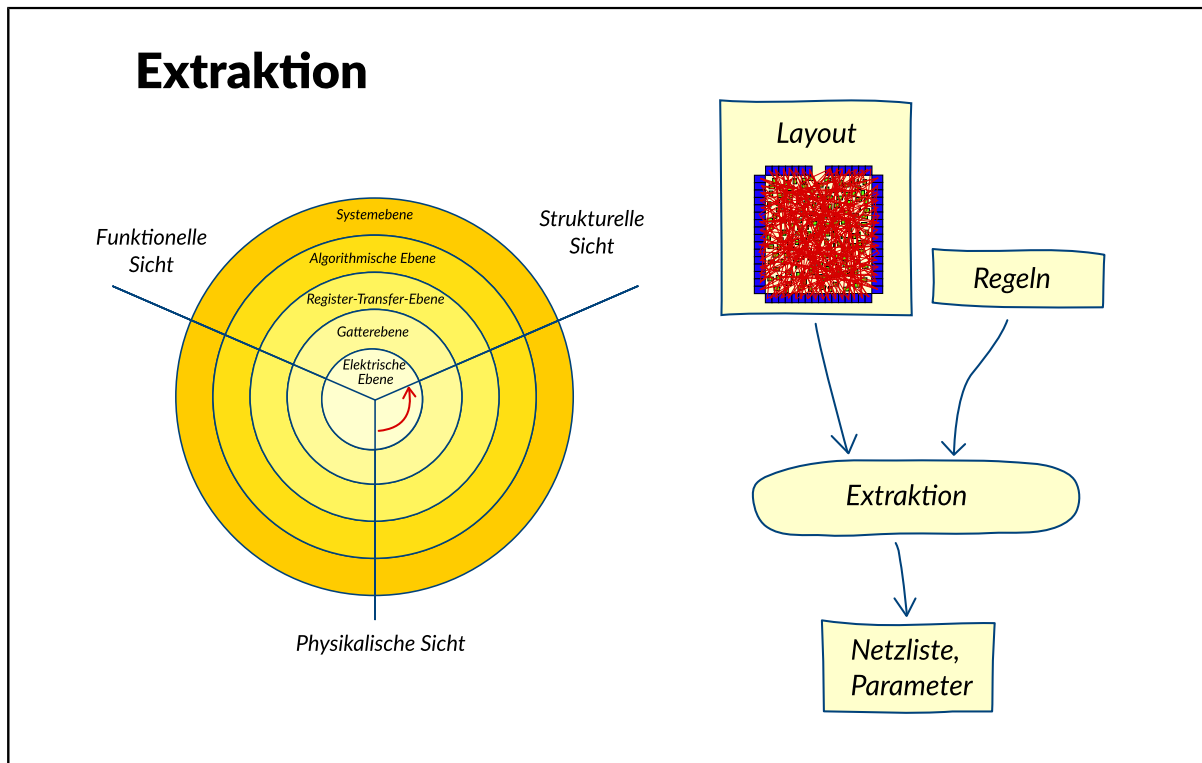 Extraktion
Funktionelle
Sicht
Strukturelle
Sicht
Systemebene
Algorithmische Ebene
Register-Transfer-Ebene
Gatterebene
Elektrische
Ebene
Physikalische Sicht
Layout
Regeln
Extraktion
Netzliste,
Parameter